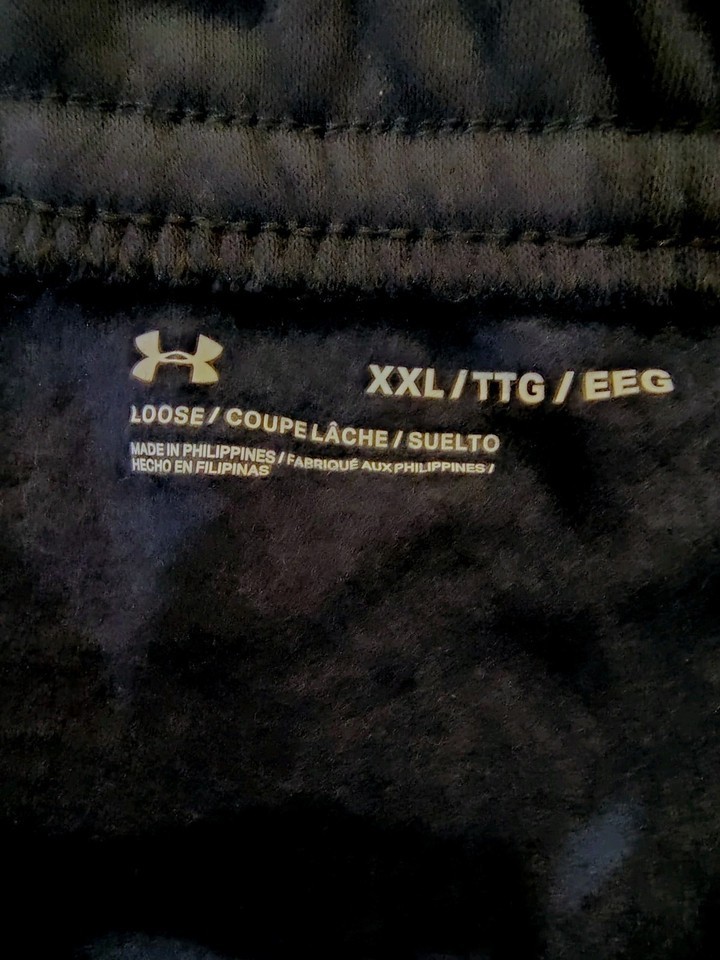 XXL / TTG / EEG
LOOSE / COUPE LÂCHE / SUELTO
MADE IN PHILIPPINES / FABRIQUÉ AUX PHILIPPINES /
HECHO EN FILIPINAS